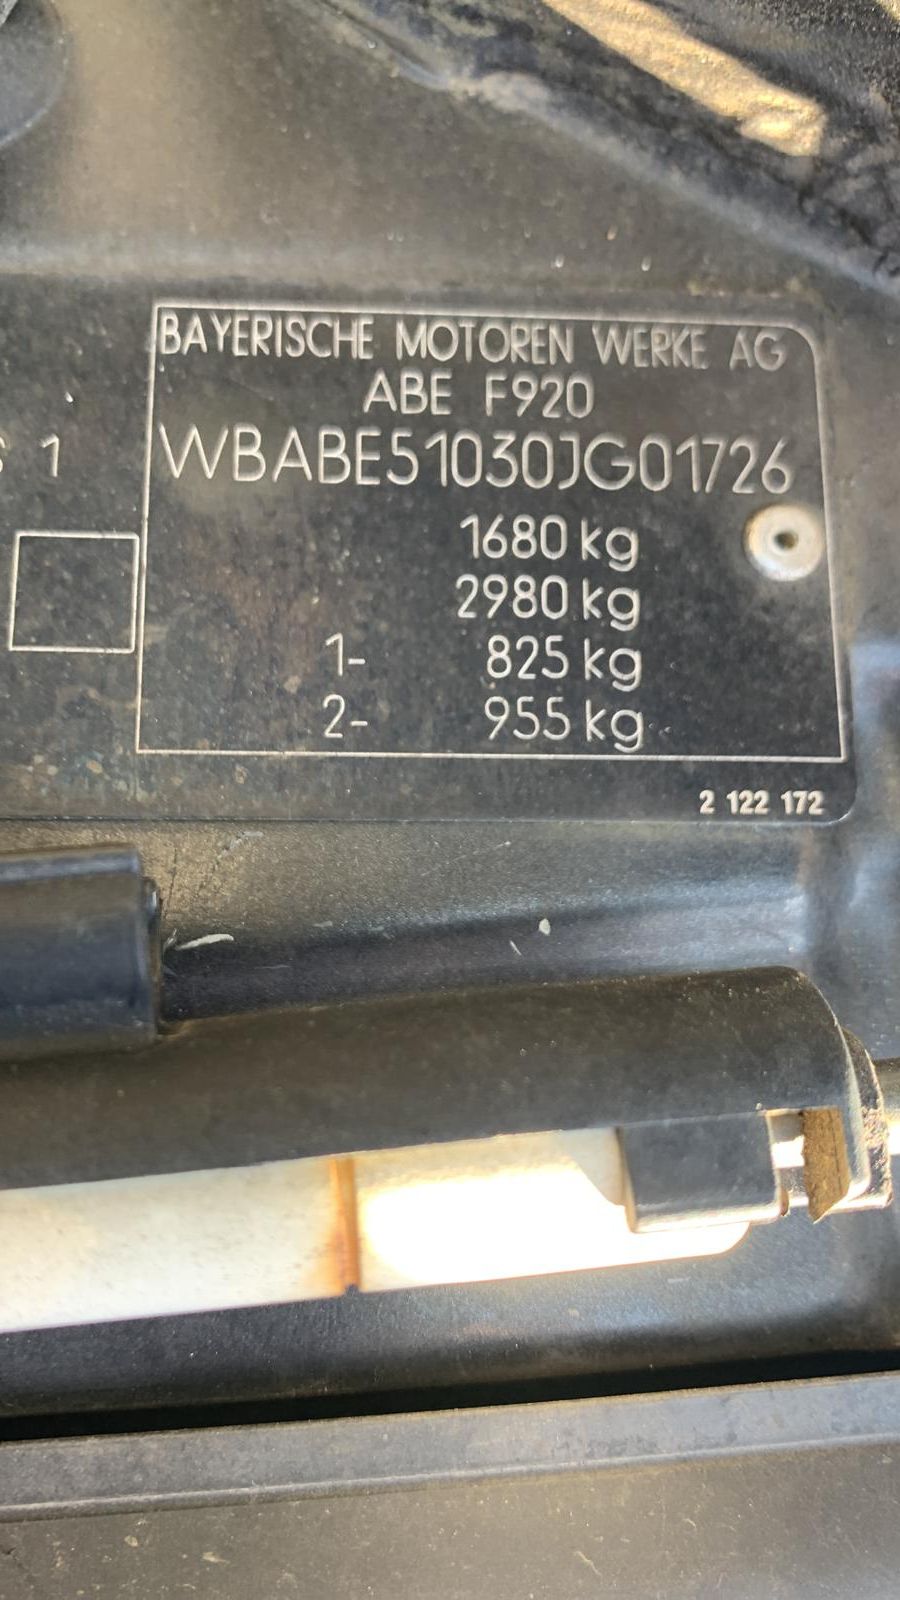 BAYERISCHE MOTOREN WERKE AG
ABE F920
WBABE51030JG01726
S 1
1680 kg
2980 kg
1- 825 kg
2- 955 kg
2 122 172